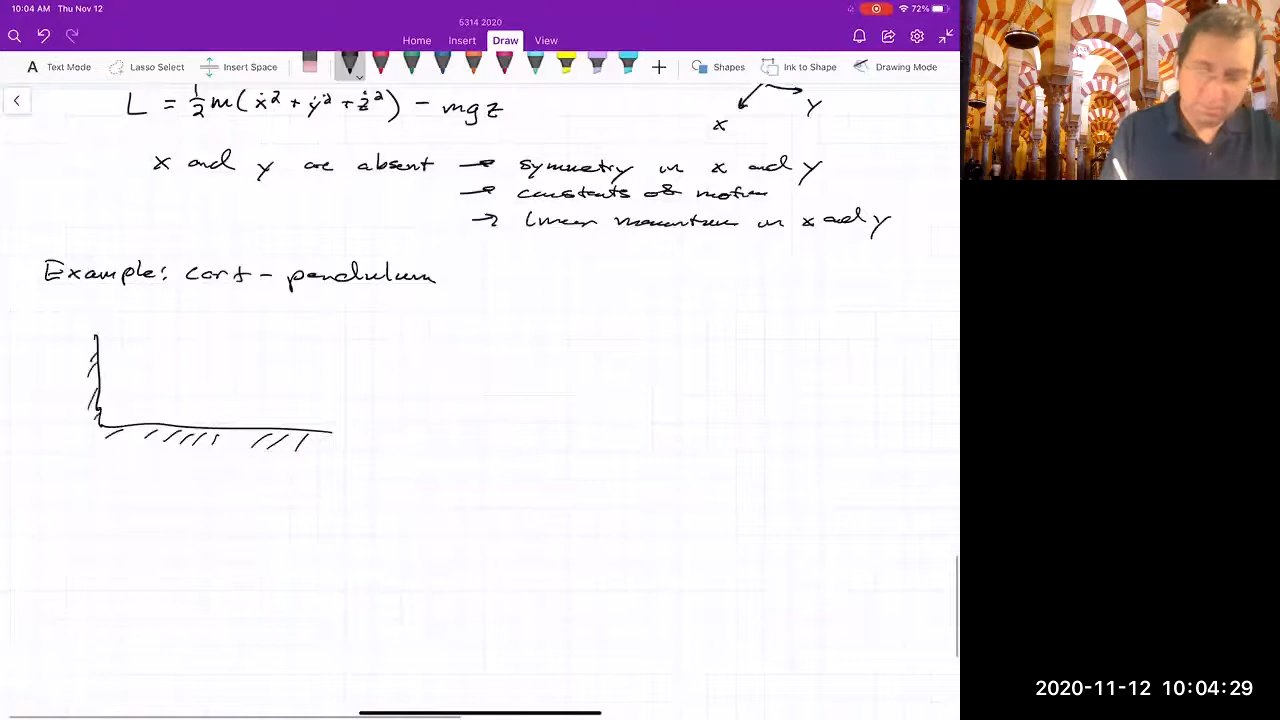 10:04 AM Thu Nov 12
72%
5314 2020
Home Insert Draw View
Text Mode Lasso Select Insert Space Shapes Ink to Shape Drawing Mode
L = 1/2 m(ẋ² + ẏ² + ż²) - mgz
x y
x and y are absent → symmetry in x and y
→ constants of motion
→ linear momentum in x and y
Example: cart - pendulum
2020-11-12 10:04:29